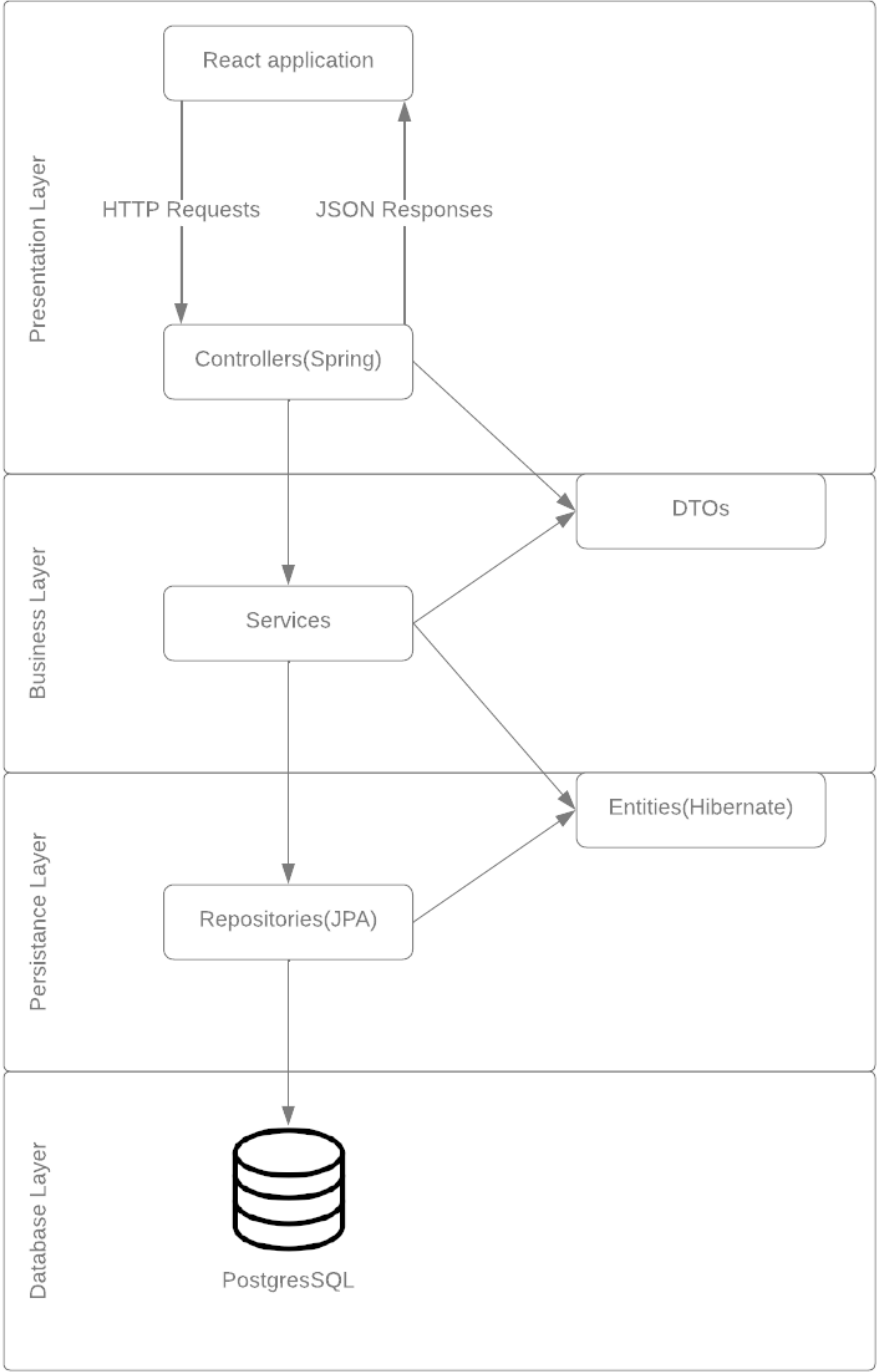 React application
Presentation Layer
HTTP Requests
JSON Responses
Controllers(Spring)
DTOs
Business Layer
Services
Entities(Hibernate)
Persistance Layer
Repositories(JPA)
Database Layer
PostgresSQL